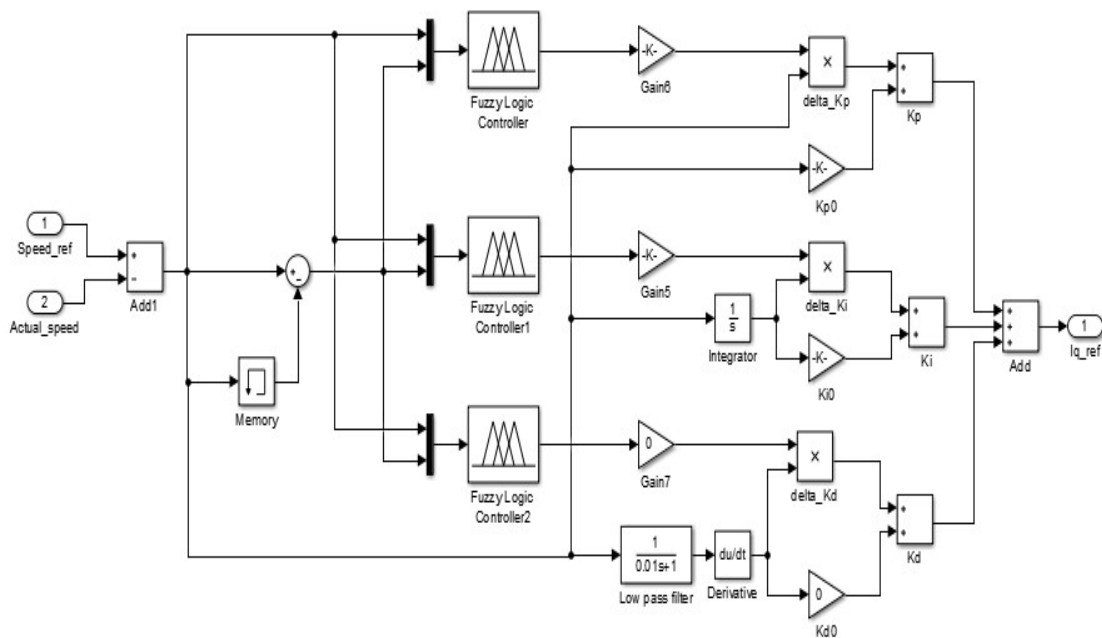 Fuzzy Logic
Controller
-K-
Gain6
×
delta_Kp
+
+
Kp
-K-
Kp0
1
Speed_ref
2
Actual_speed
+
−
Add1
+
−
Memory
Fuzzy Logic
Controller1
-K-
Gain5
×
delta_Ki
1
s
Integrator
-K-
Ki0
+
+
Ki
+
+
+
Add
1
Iq_ref
Fuzzy Logic
Controller2
0
Gain7
×
delta_Kd
1
0.01s+1
Low pass filter
du/dt
Derivative
0
Kd0
+
+
Kd